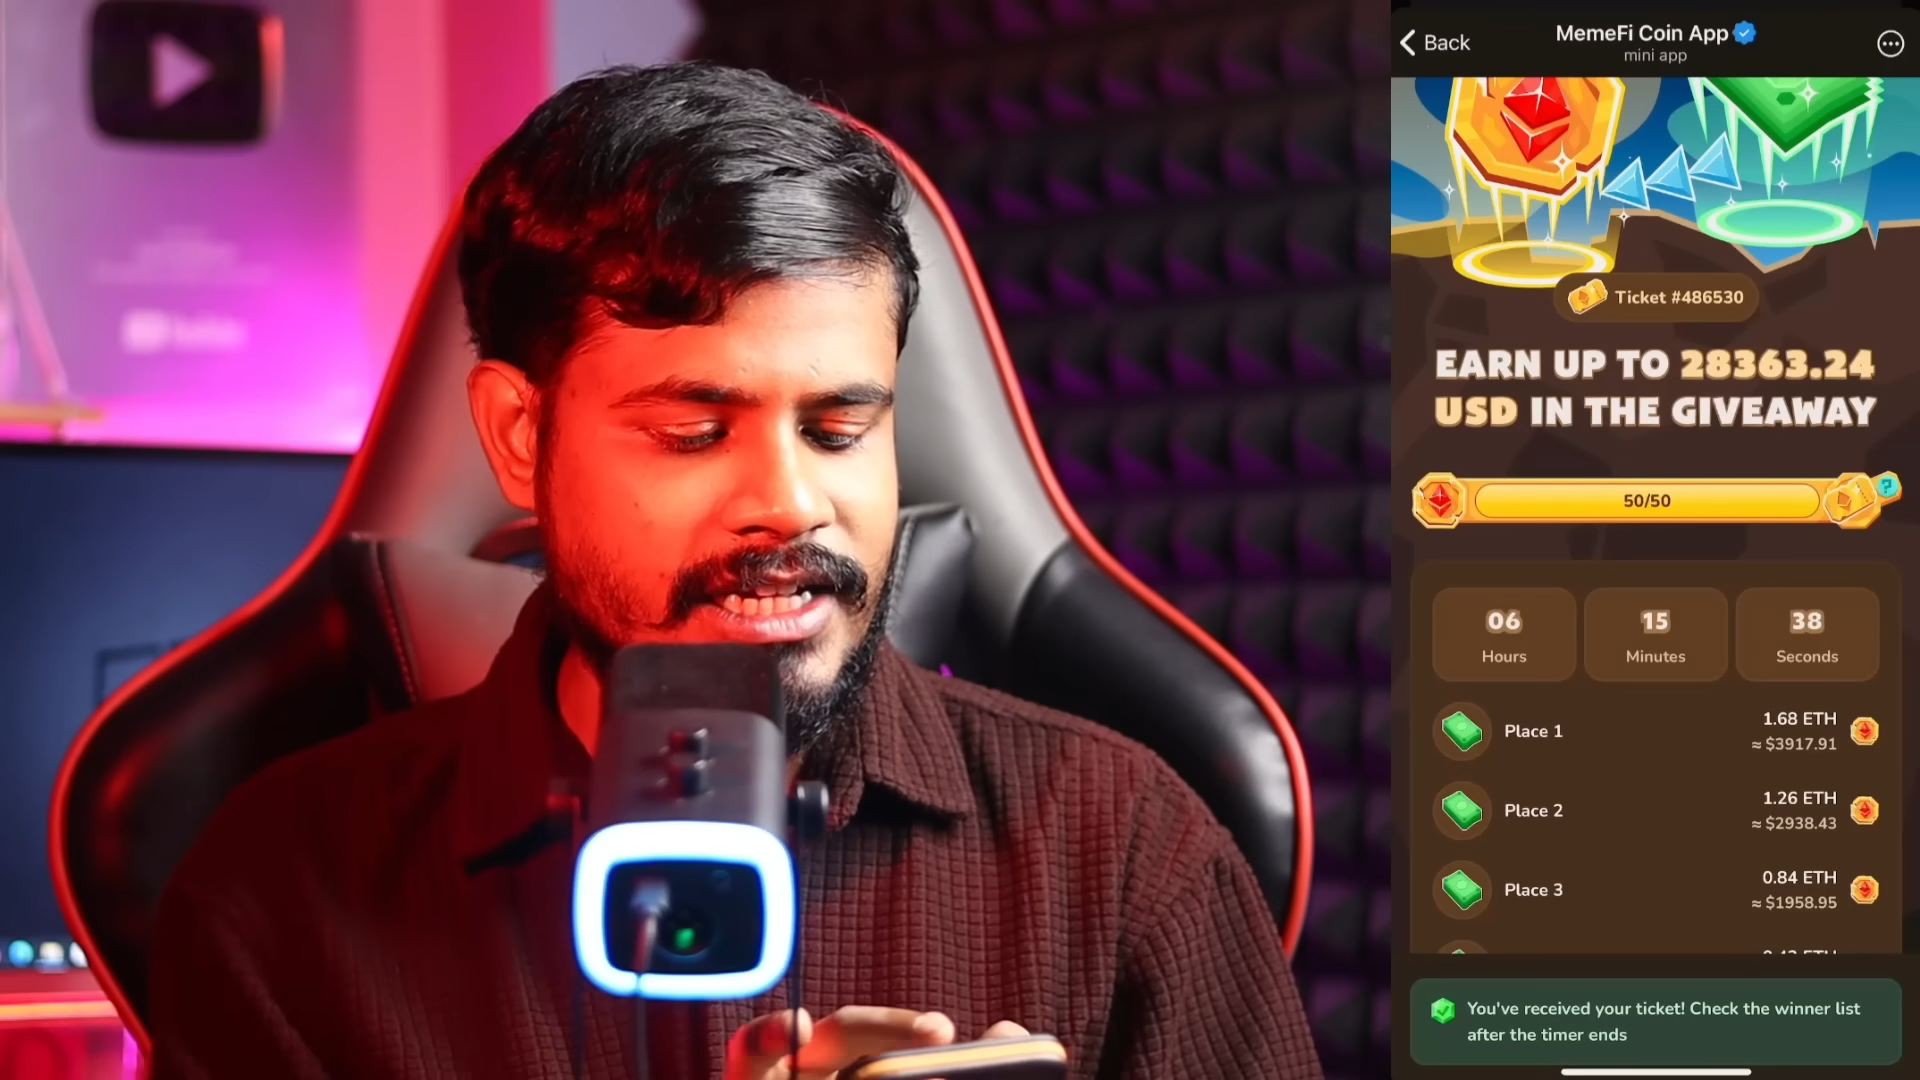 Back
MemeFi Coin App
mini app
Ticket #486530
EARN UP TO 28363.24
USD IN THE GIVEAWAY
50/50
?
06 15 38
Hours Minutes Seconds
Place 1
1.68 ETH
≈ $3917.91
Place 2
1.26 ETH
≈ $2938.43
Place 3
0.84 ETH
≈ $1958.95
You've received your ticket! Check the winner list
after the timer ends